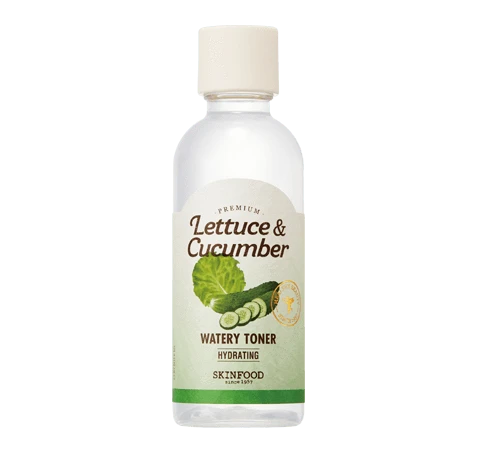 PREMIUM
Lettuce &
Cucumber
WATERY TONER
HYDRATING
SKINFOOD
since 1957